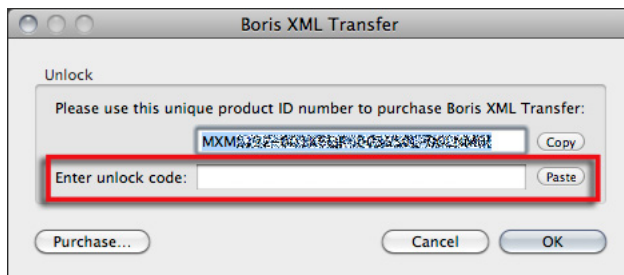 Boris XML Transfer
Unlock
Please use this unique product ID number to purchase Boris XML Transfer:
Copy
Enter unlock code:
Paste
Purchase...
Cancel
OK